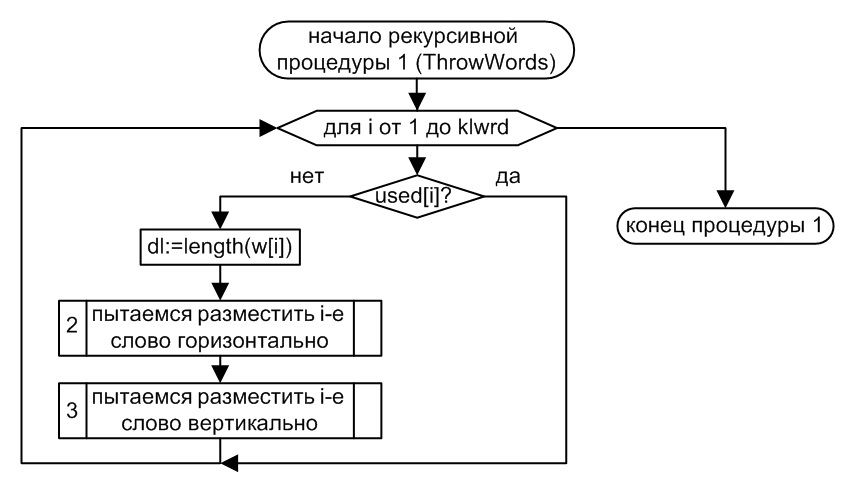 начало рекурсивной
процедуры 1 (ThrowWords)
для i от 1 до klwrd
нет
да
used[i]?
конец процедуры 1
dl:=length(w[i])
2
пытаемся разместить i-е
слово горизонтально
3
пытаемся разместить i-е
слово вертикально